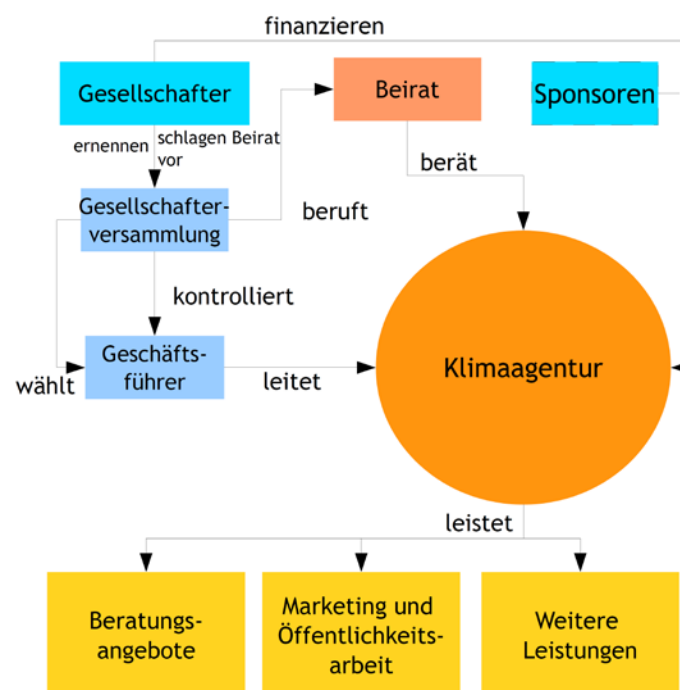 finanzieren
Gesellschafter
Beirat
Sponsoren
ernennen
schlagen Beirat
vor
berät
Gesellschafter-
versammlung
beruft
kontrolliert
Geschäfts-
führer
wählt
leitet
Klimaagentur
leistet
Beratungs-
angebote
Marketing und
Öffentlichkeits-
arbeit
Weitere
Leistungen